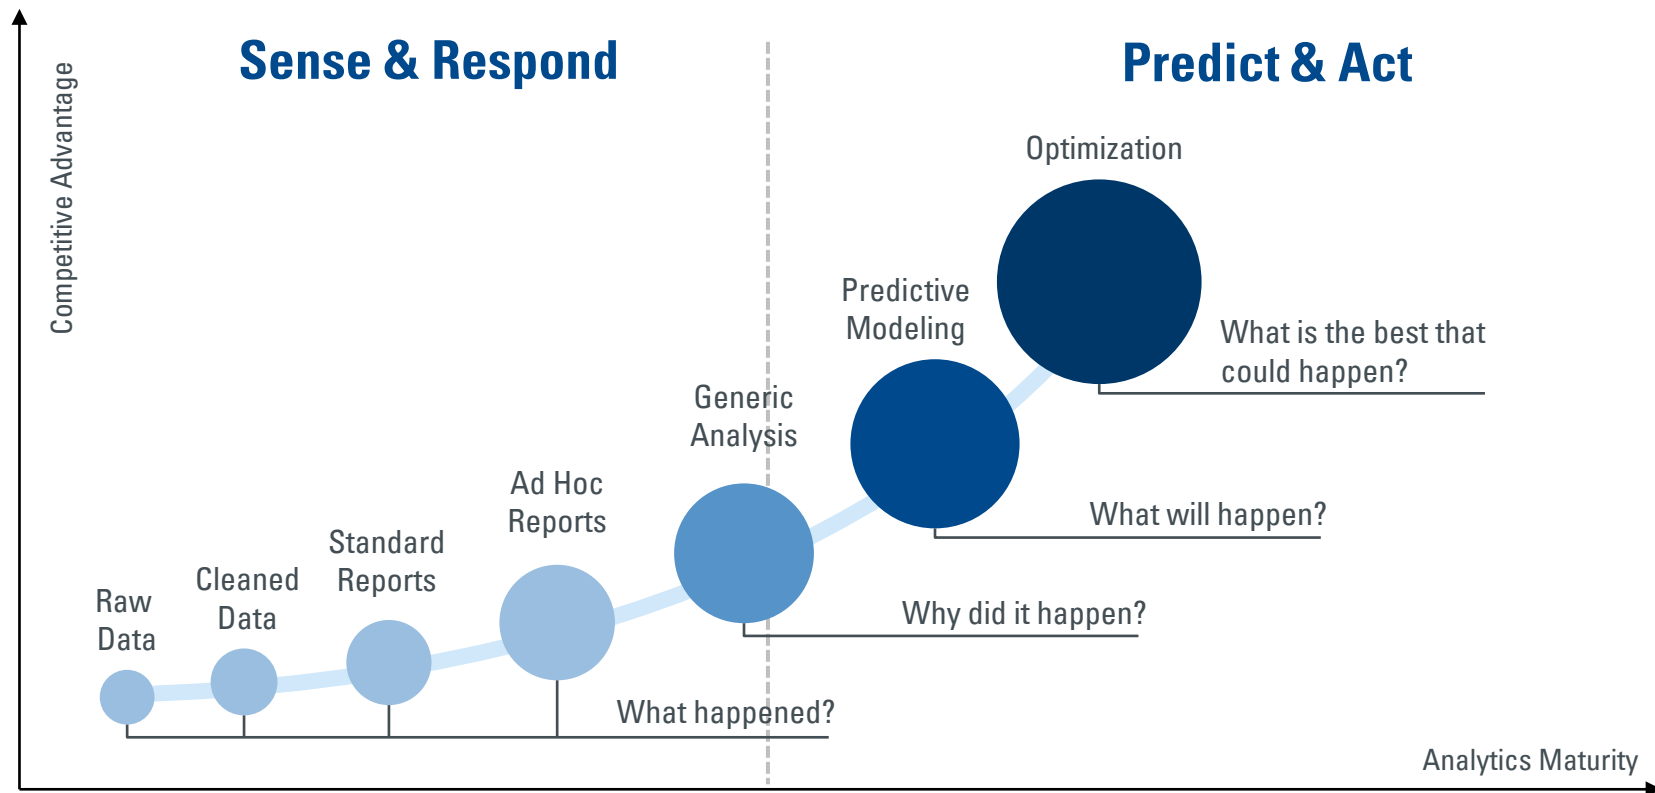 Sense & Respond
Predict & Act
Competitive Advantage
Optimization
Predictive
Modeling
What is the best that
could happen?
Generic
Analysis
Ad Hoc
Reports
What will happen?
Standard
Reports
Cleaned
Data
Raw
Data
Why did it happen?
What happened?
Analytics Maturity